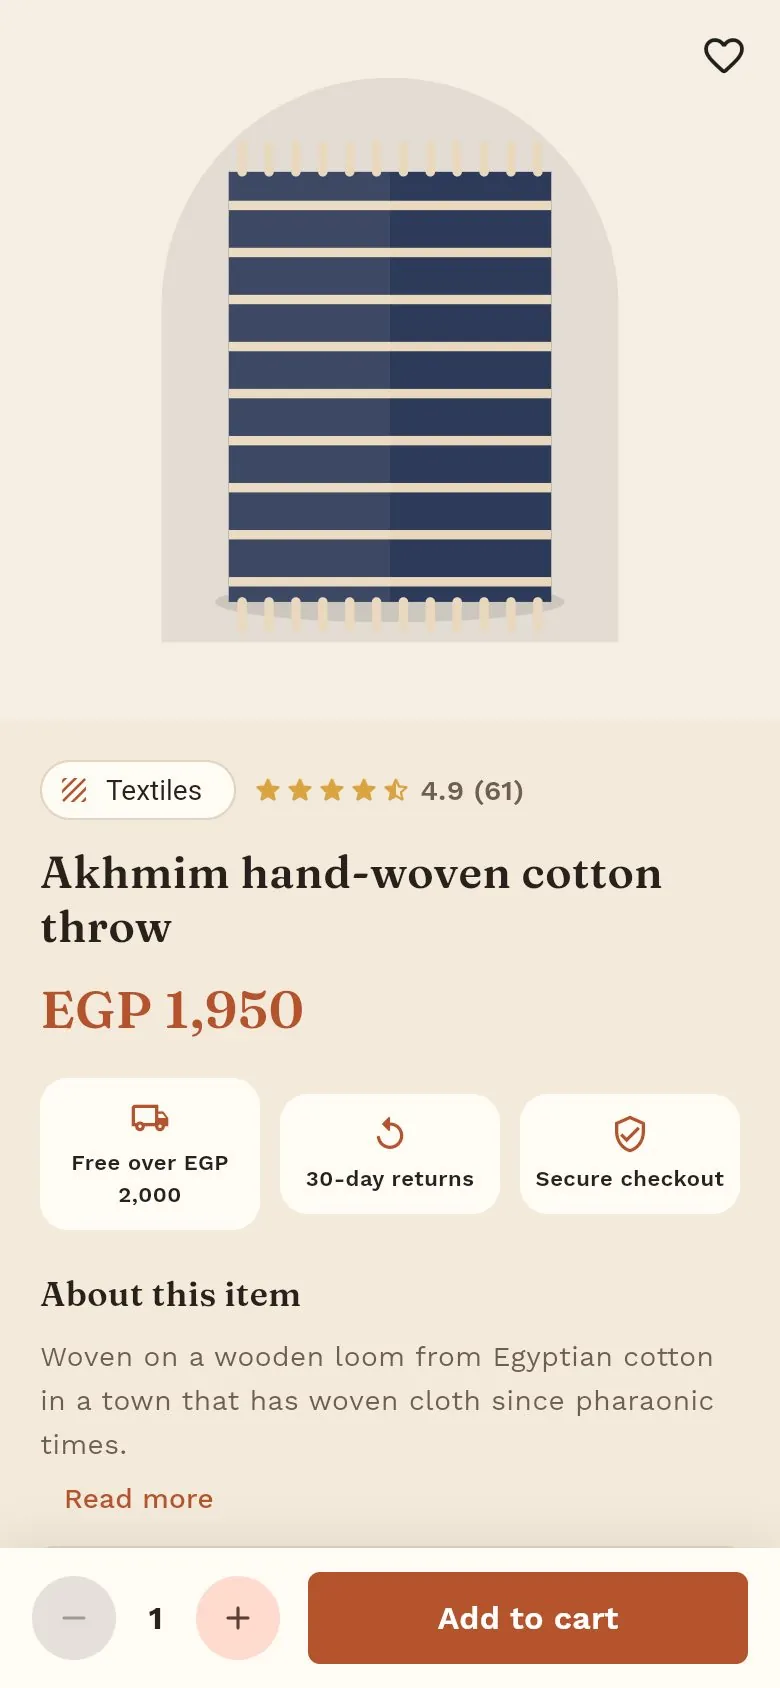 Textiles
4.9 (61)
Akhmim hand-woven cotton
throw
EGP 1,950
Free over EGP
2,000
30-day returns
Secure checkout
About this item
Woven on a wooden loom from Egyptian cotton
in a town that has woven cloth since pharaonic
times.
Read more
1
Add to cart